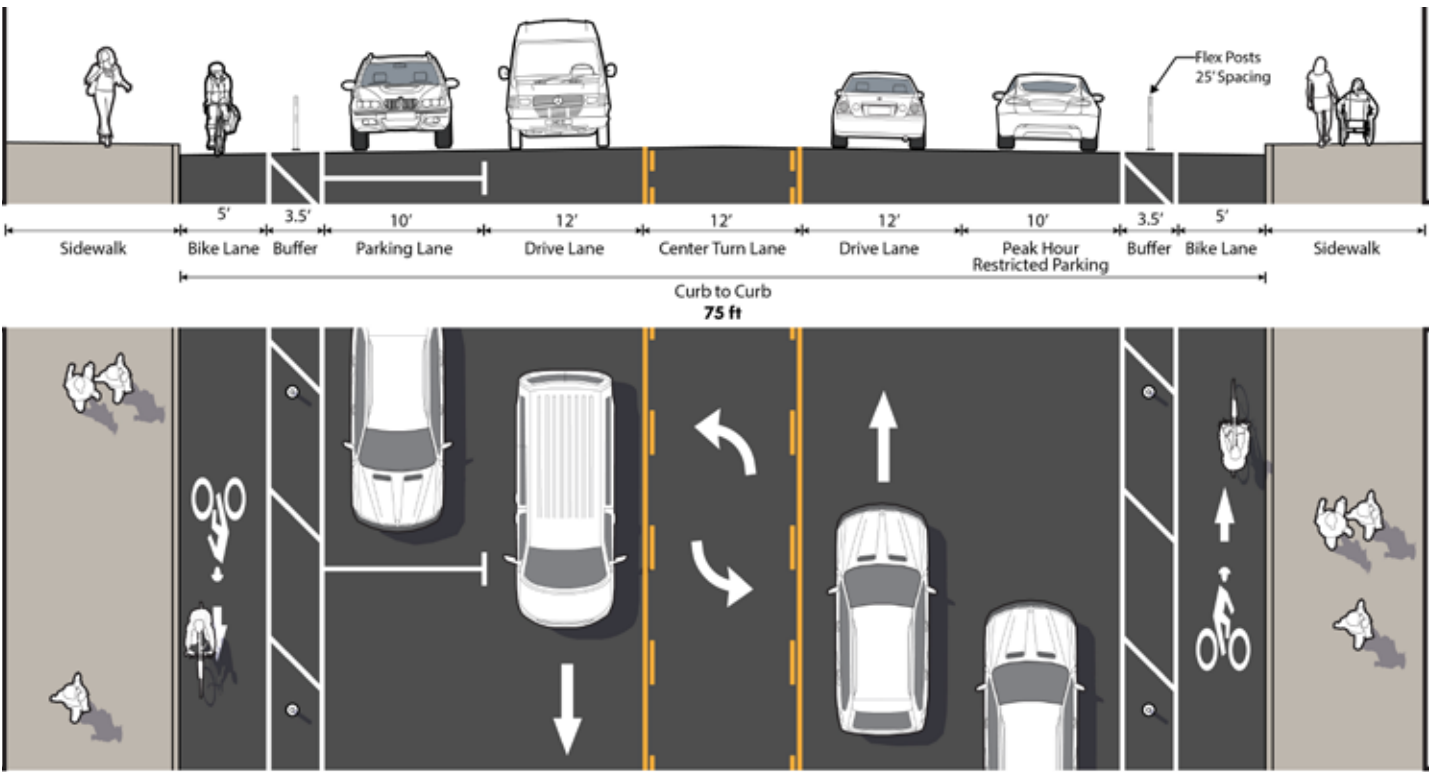 Flex Posts
25' Spacing
5' 3.5' 10' 12' 12' 12' 10' 3.5' 5'
Sidewalk Bike Lane Buffer Parking Lane Drive Lane Center Turn Lane Drive Lane Peak Hour Buffer Bike Lane Sidewalk
Restricted Parking
Curb to Curb
75 ft